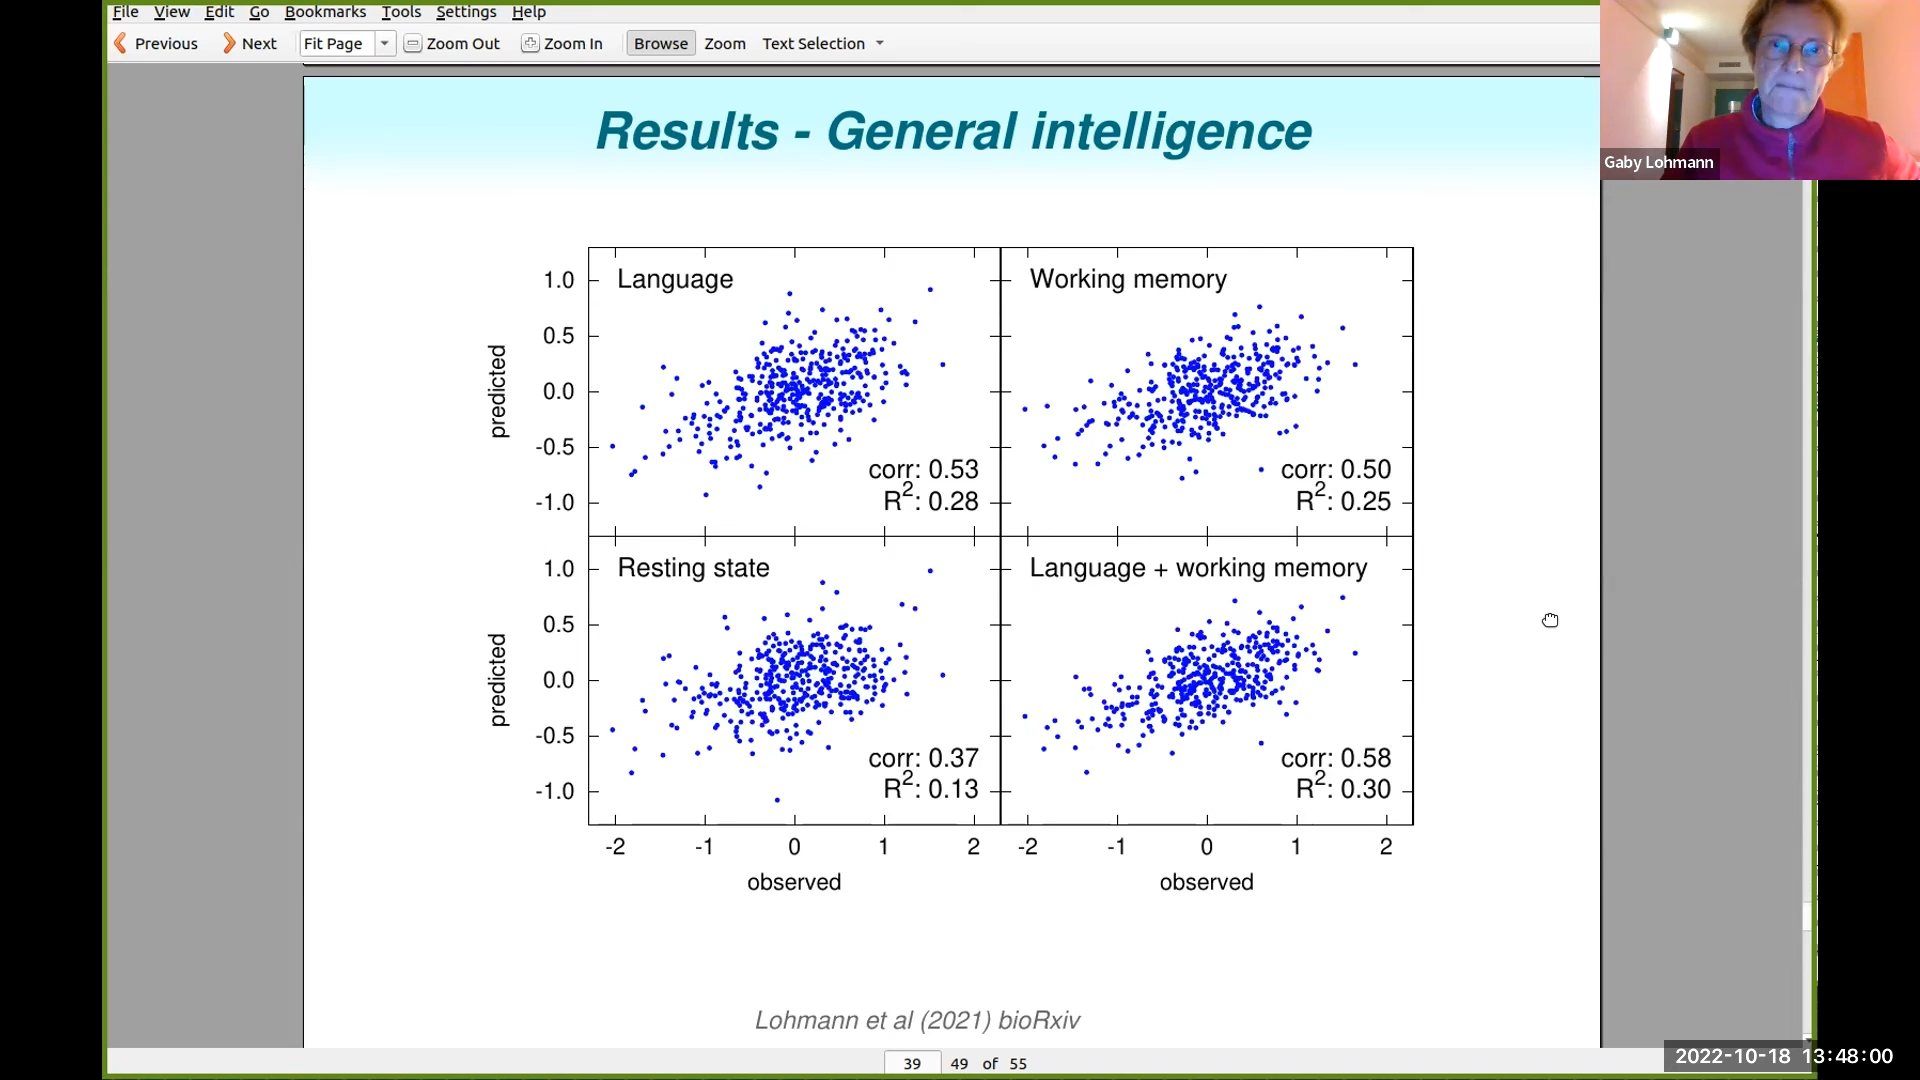 File View Edit Go Bookmarks Tools Settings Help
Previous Next Fit Page Zoom Out Zoom In Browse Zoom Text Selection
Gaby Lohmann
Results - General intelligence
Language
Working memory
1.0
0.5
0.0
-0.5
-1.0
predicted
corr: 0.53
R²: 0.28
corr: 0.50
R²: 0.25
Resting state
Language + working memory
1.0
0.5
0.0
-0.5
-1.0
predicted
corr: 0.37
R²: 0.13
corr: 0.58
R²: 0.30
-2 -1 0 1 2 -2 -1 0 1 2
observed observed
Lohmann et al (2021) bioRxiv
39 49 of 55
2022-10-18 13:48:00